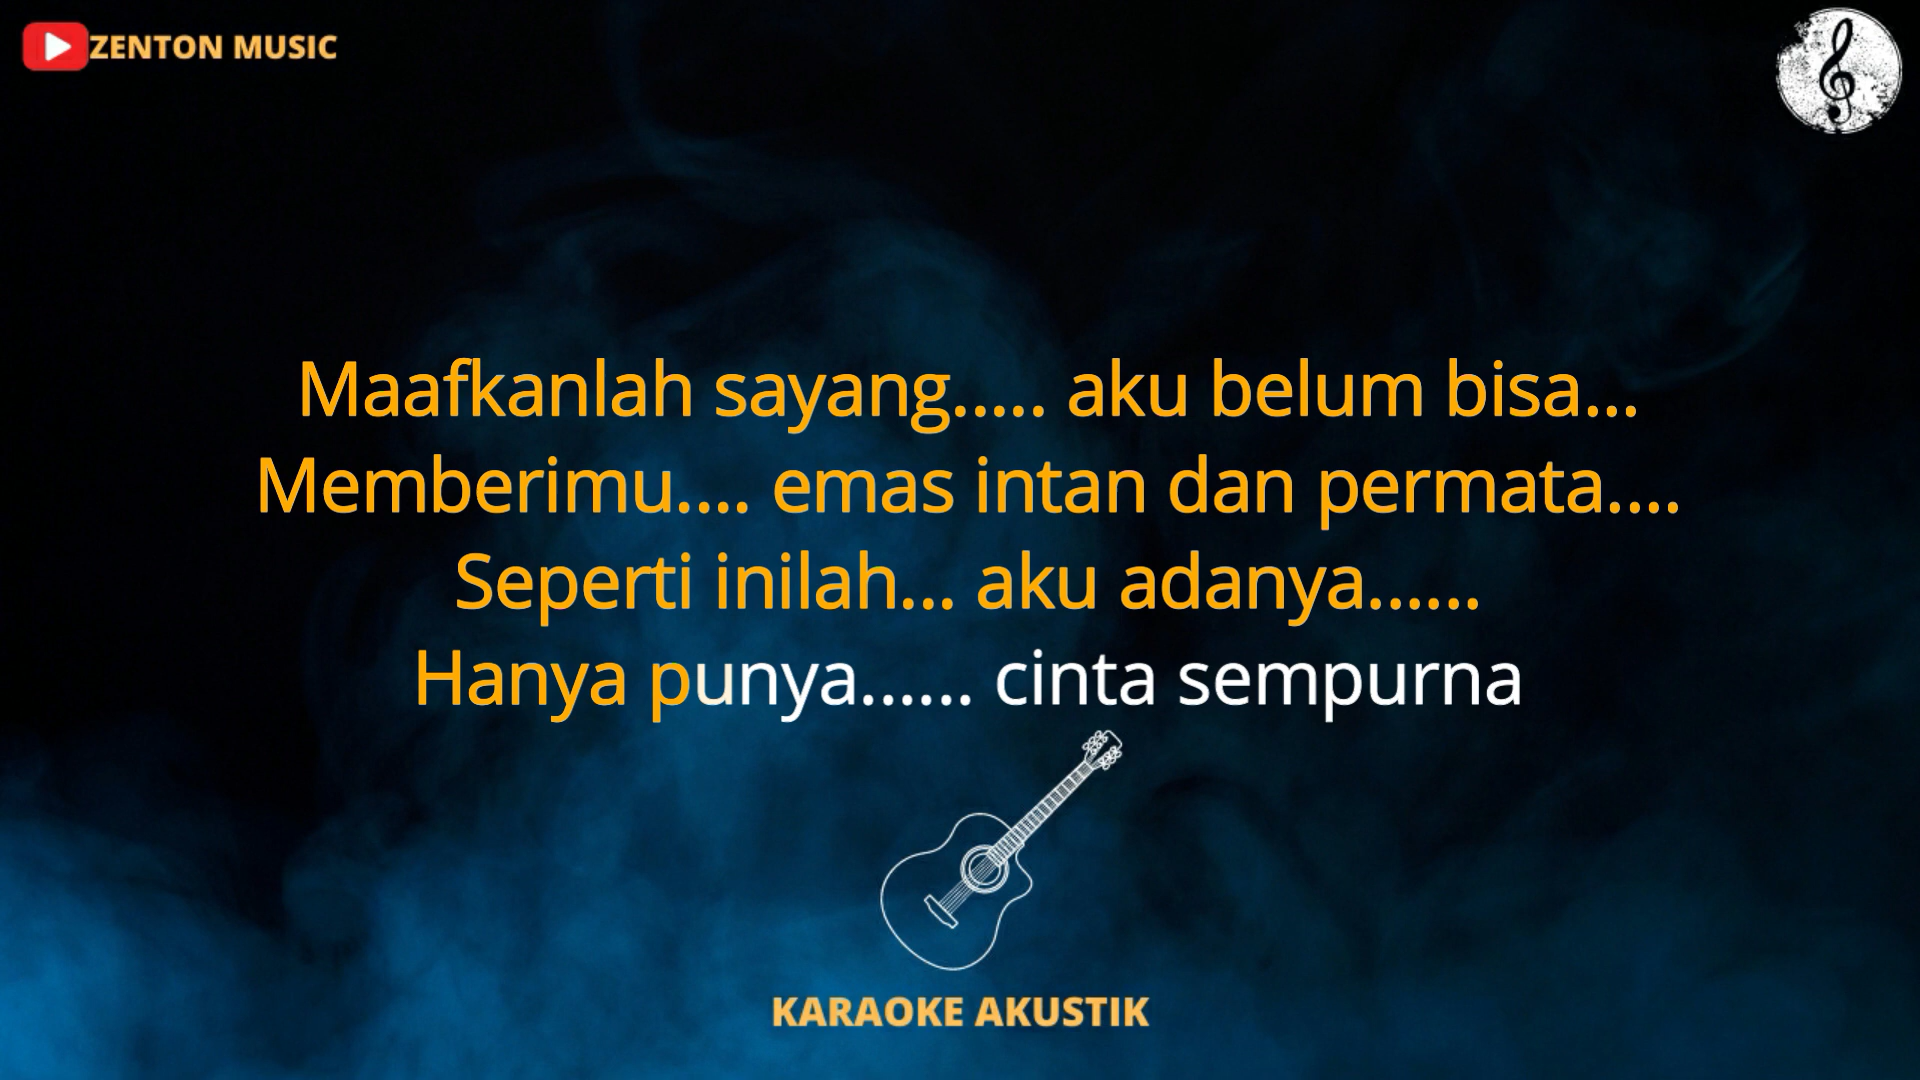 ZENTON MUSIC
Maafkanlah sayang..... aku belum bisa...
Memberimu.... emas intan dan permata....
Seperti inilah... aku adanya......
Hanya punya...... cinta sempurna
KARAOKE AKUSTIK